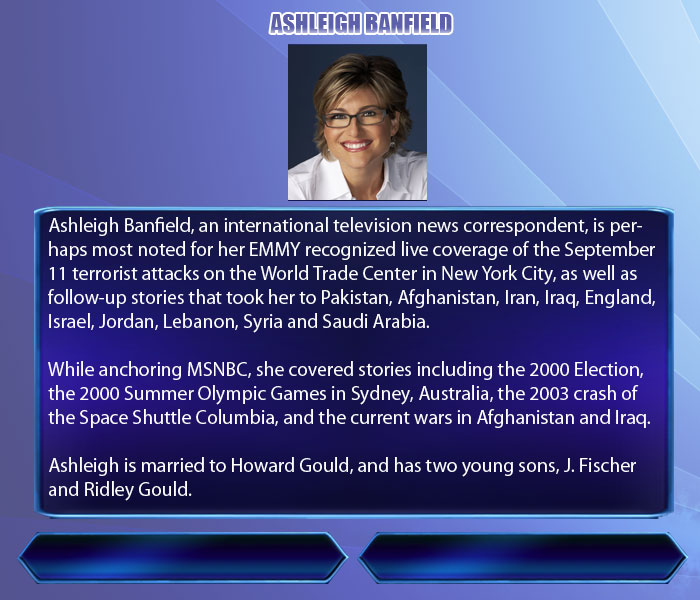 ASHLEIGH BANFIELD
Ashleigh Banfield, an international television news correspondent, is per-
haps most noted for her EMMY recognized live coverage of the September
11 terrorist attacks on the World Trade Center in New York City, as well as
follow-up stories that took her to Pakistan, Afghanistan, Iran, Iraq, England,
Israel, Jordan, Lebanon, Syria and Saudi Arabia.
While anchoring MSNBC, she covered stories including the 2000 Election,
the 2000 Summer Olympic Games in Sydney, Australia, the 2003 crash of
the Space Shuttle Columbia, and the current wars in Afghanistan and Iraq.
Ashleigh is married to Howard Gould, and has two young sons, J. Fischer
and Ridley Gould.